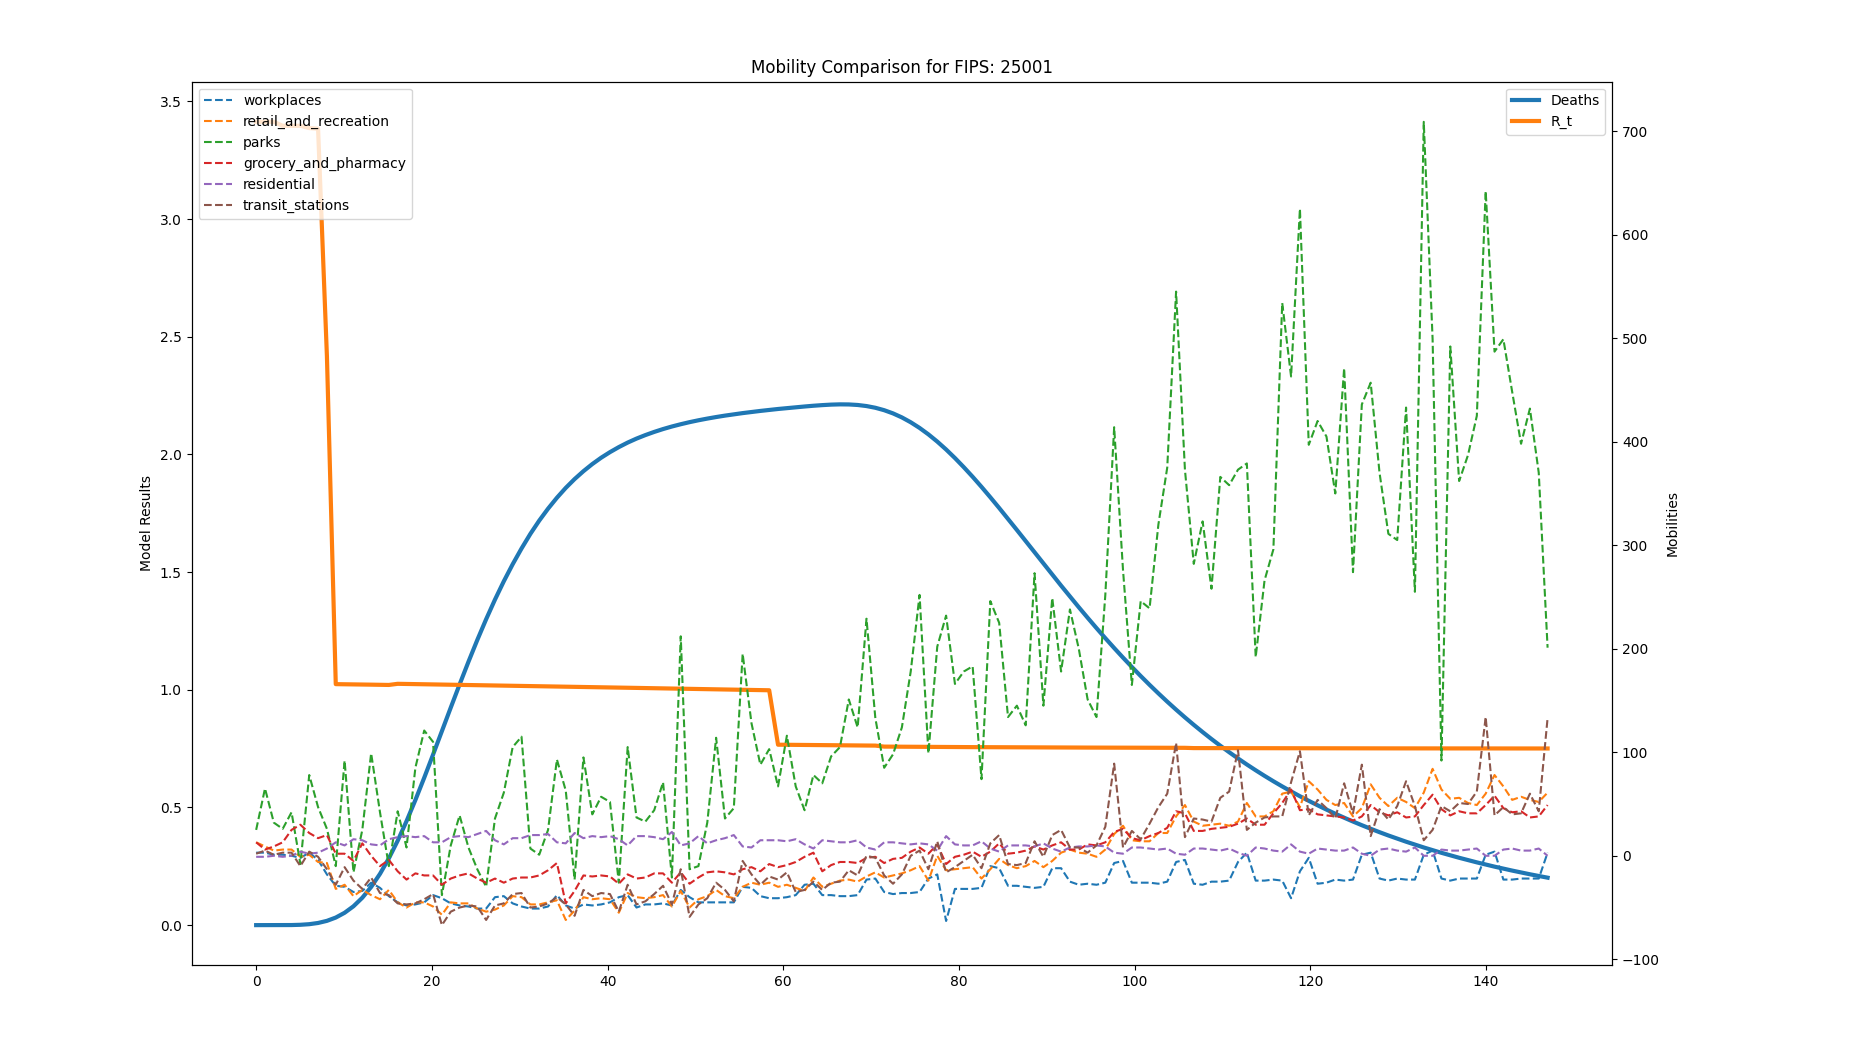 Mobility Comparison for FIPS: 25001
workplaces
retail_and_recreation
parks
grocery_and_pharmacy
residential
transit_stations
Deaths
R_t
3.5
3.0
2.5
2.0
1.5
1.0
0.5
0.0
Model Results
700
600
500
400
300
200
100
0
−100
Mobilities
0 20 40 60 80 100 120 140